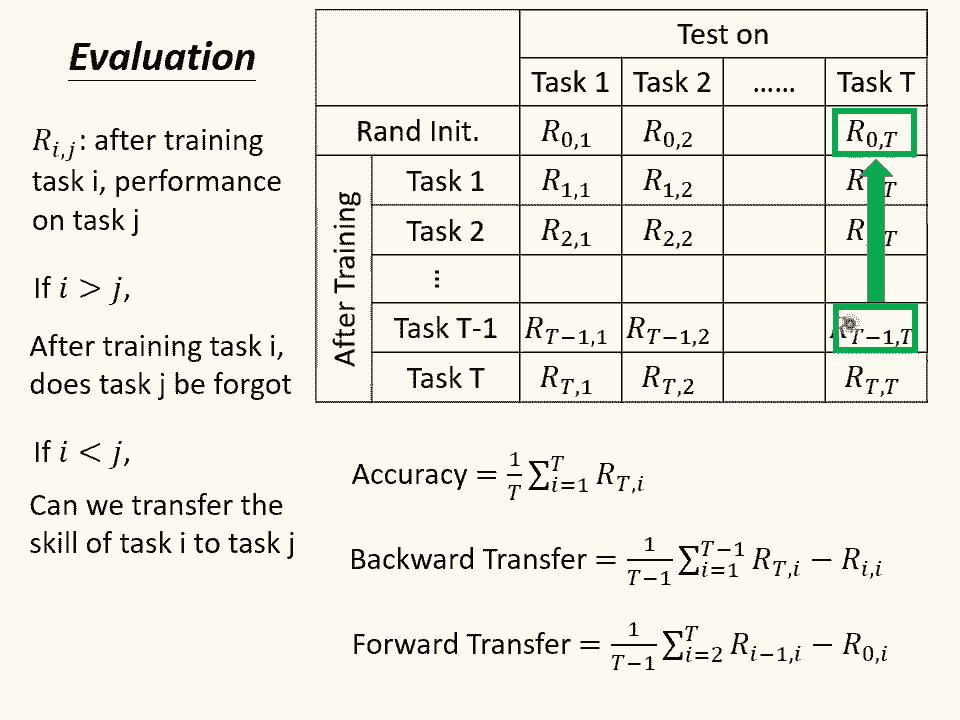 Evaluation
R_{i,j}: after training
task i, performance
on task j
If i > j,
After training task i,
does task j be forgot
If i < j,
Can we transfer the
skill of task i to task j
Test on
Task 1 Task 2 …… Task T
Rand Init. R_{0,1} R_{0,2} R_{0,T}
After Training
Task 1 R_{1,1} R_{1,2}
Task 2 R_{2,1} R_{2,2}
⋮
Task T-1 R_{T−1,1} R_{T−1,2} R_{T−1,T}
Task T R_{T,1} R_{T,2} R_{T,T}
Accuracy = \frac{1}{T} \sum_{i=1}^{T} R_{T,i}
Backward Transfer = \frac{1}{T−1} \sum_{i=1}^{T−1} R_{T,i} − R_{i,i}
Forward Transfer = \frac{1}{T−1} \sum_{i=2}^{T} R_{i−1,i} − R_{0,i}